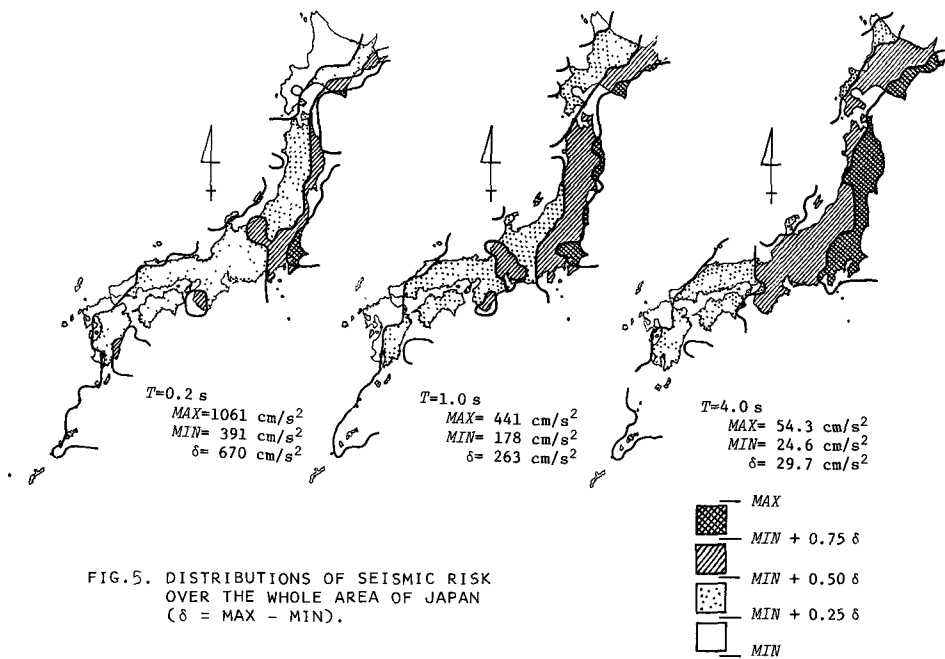 T=0.2 s
MAX=1061 cm/s²
MIN= 391 cm/s²
δ= 670 cm/s²
T=1.0 s
MAX= 441 cm/s²
MIN= 178 cm/s²
δ= 263 cm/s²
T=4.0 s
MAX= 54.3 cm/s²
MIN= 24.6 cm/s²
δ= 29.7 cm/s²
MAX
MIN + 0.75 δ
MIN + 0.50 δ
MIN + 0.25 δ
MIN
FIG.5. DISTRIBUTIONS OF SEISMIC RISK
OVER THE WHOLE AREA OF JAPAN
(δ = MAX - MIN).